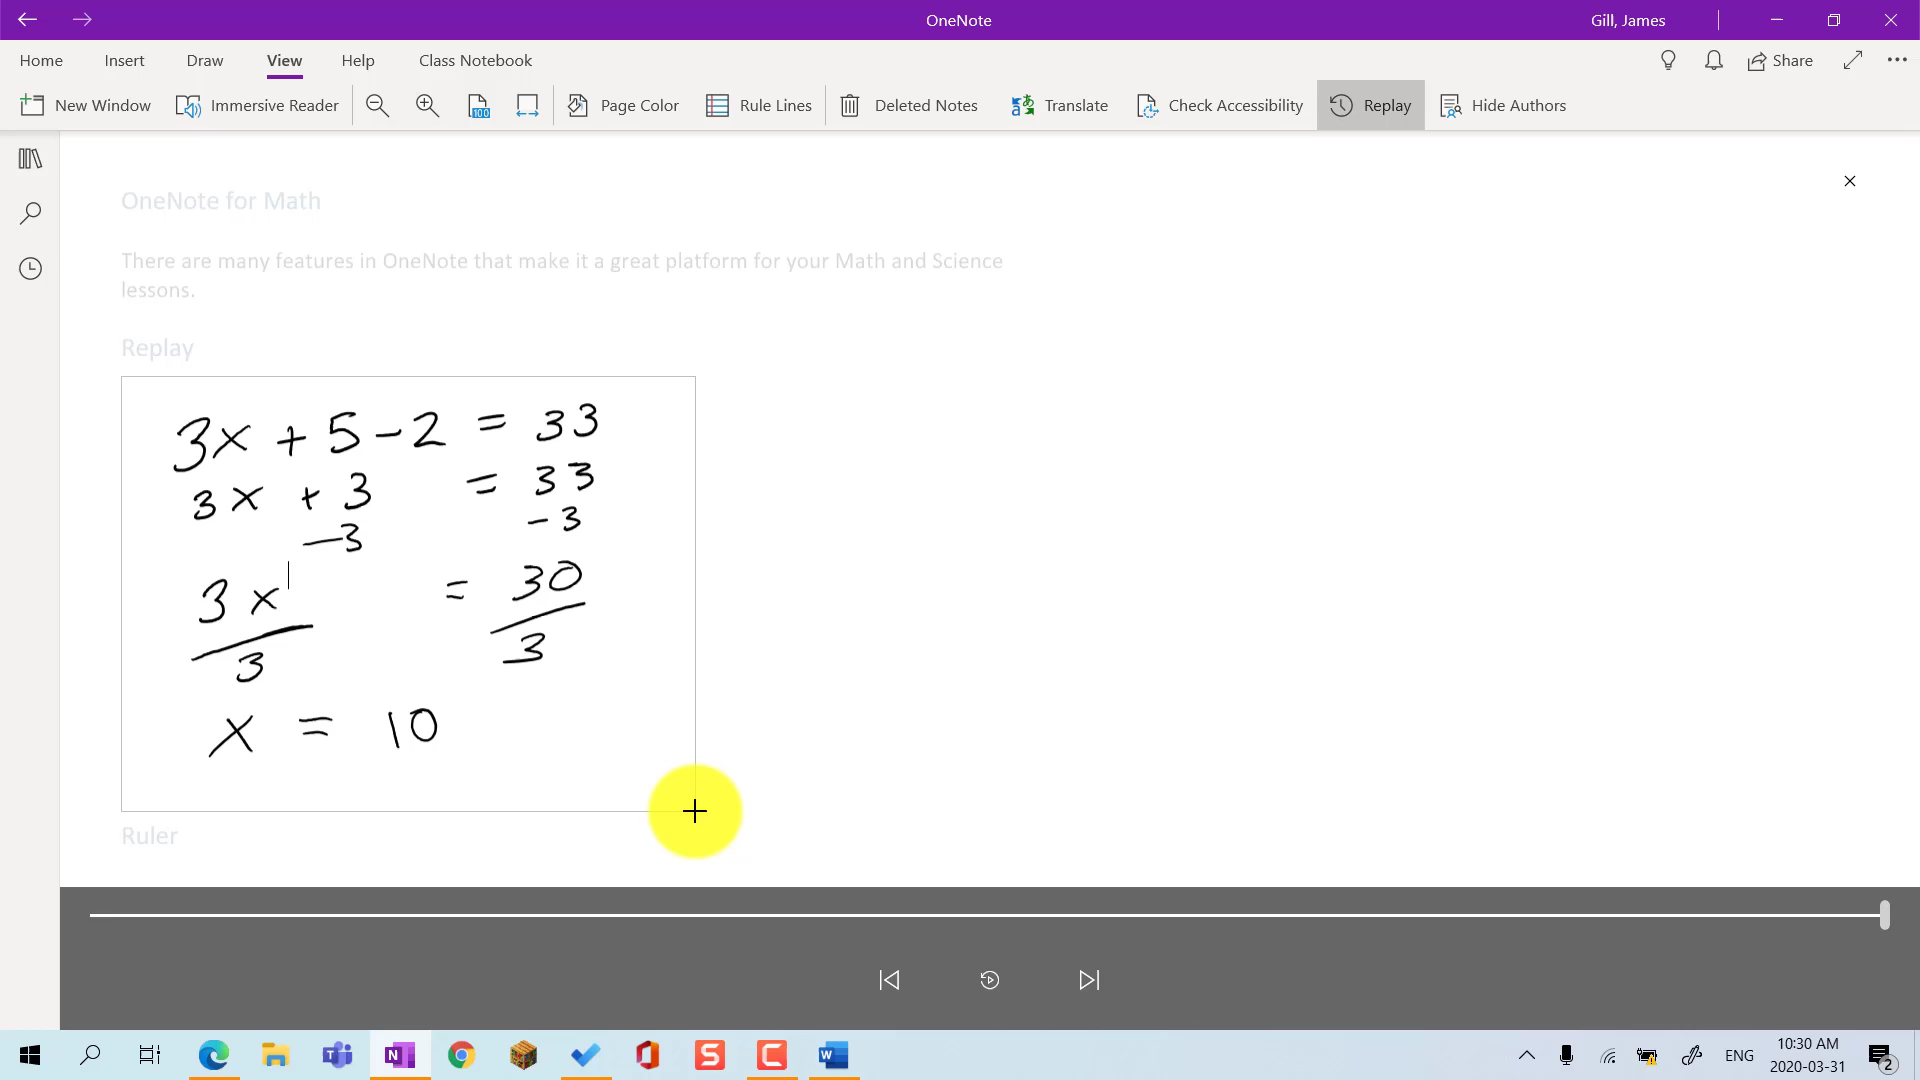 OneNote
Gill, James
Home Insert Draw View Help Class Notebook
Share
New Window Immersive Reader 100 Page Color Rule Lines Deleted Notes Translate Check Accessibility Replay Hide Authors
OneNote for Math
There are many features in OneNote that make it a great platform for your Math and Science
lessons.
Replay
3x + 5 - 2 = 33
3x + 3 = 33
-3 -3
3x = 30
3 3
x = 10
Ruler
ENG
10:30 AM
2020-03-31
2